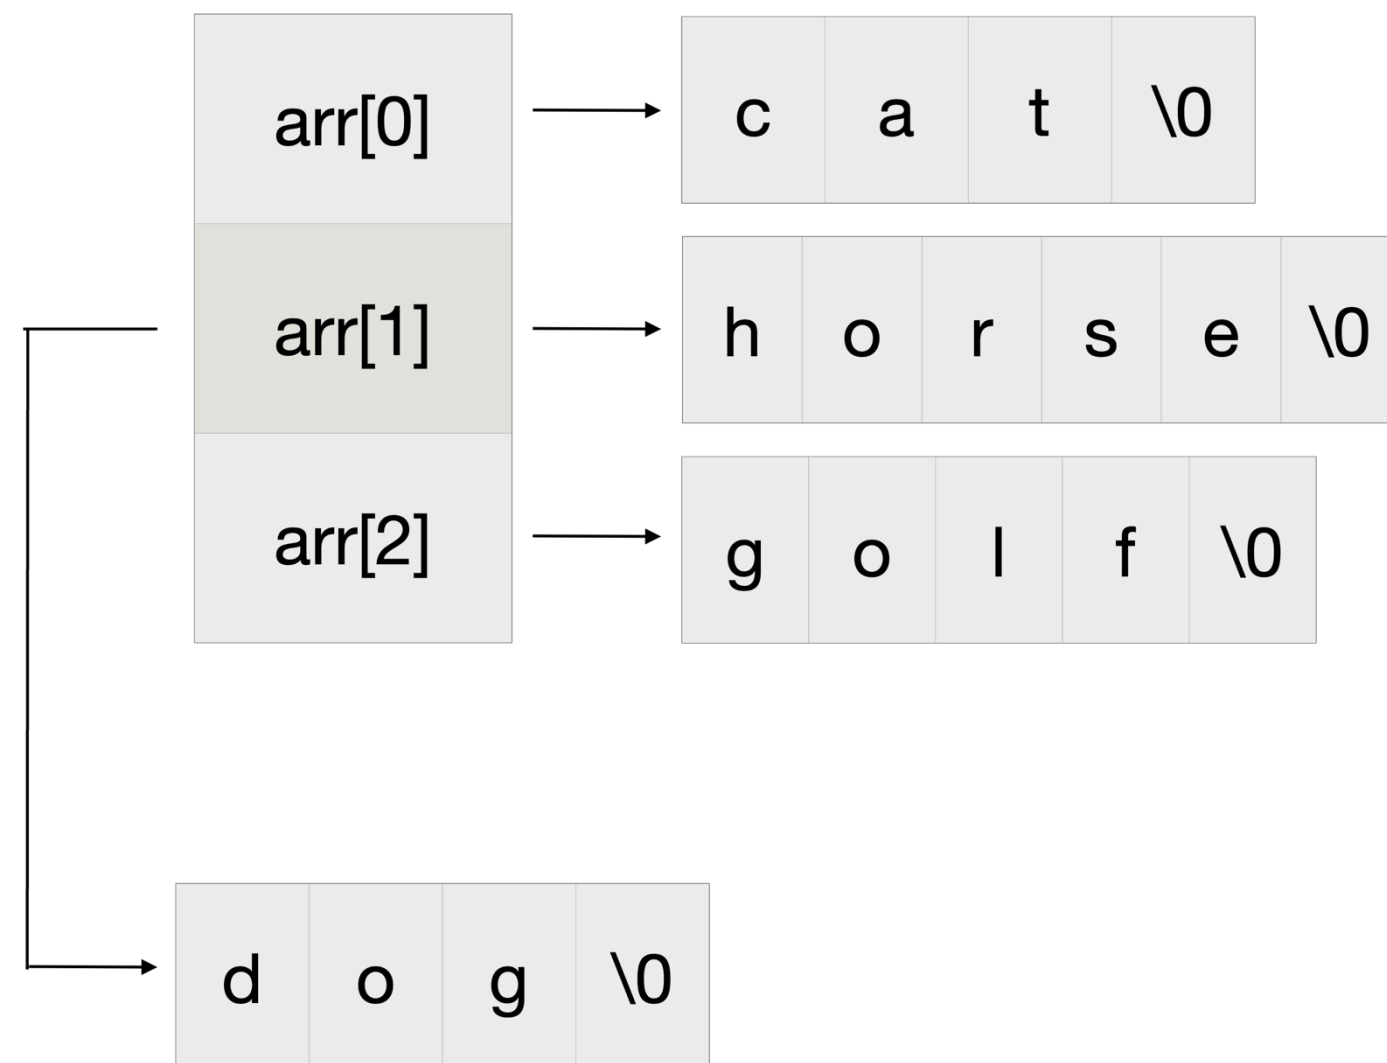 arr[0] c a t \0
arr[1] h o r s e \0
arr[2] g o l f \0
d o g \0